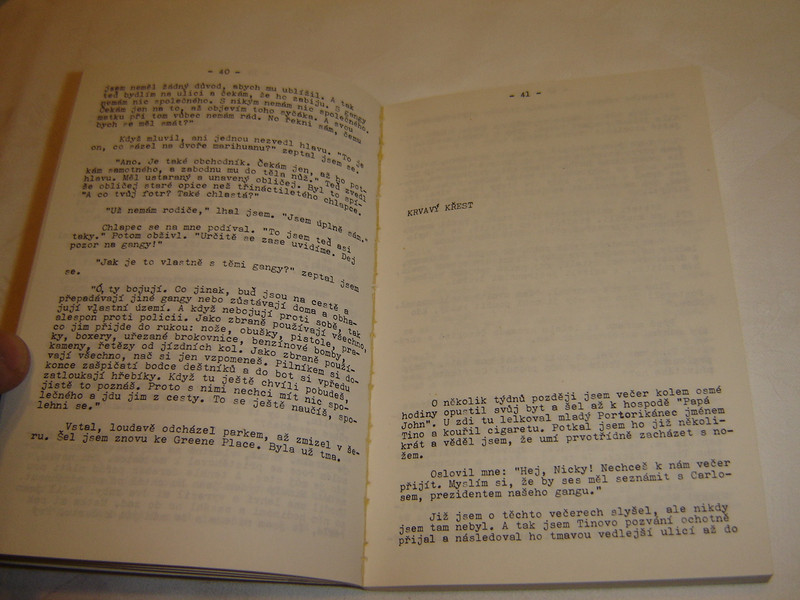 - 40 -
jsem neměl žádný důvod, abych mu ublížil. A tak
teď bydlím na ulici a čekám, že ho zabiju. S gangy
nemám nic společného. S nikým nemám nic společného.
Čekám jen na to, až objevím toho syčáka. A svou
matku při tom vůbec nemám rád. No řekni sám, čemu
bych se měl smát?"
Když mluvil, ani jednou nezvedl hlavu. "To je
on, co sázel na dvoře marihuanu?" zeptal jsem se.
"Ano. Je také obchodník. Čekám jen, až ho pot-
kám samotného, a zabodnu mu do těla nůž." Teď zvedl
hlavu. Měl ustaraný a unavený obličej. Byl to spí-
še obličej staré opice než třináctiletého chlapce.
"A co tvůj fotr? Také chlastá?"
"Už nemám rodiče," lhal jsem. "Jsem úplně sám."
Chlapec se na mne podíval. "To jsem teď asi
taky." Potom obživl. "Určitě se zase uvidíme. Dej
pozor na gangy!"
"Jak je to vlastně s těmi gangy?" zeptal jsem
se.
"Ó, ty bojují. Co jinak, buď jsou na cestě a
přepadávají jiné gangy nebo zůstávají doma a obha-
jují vlastní území. A když nebojují proti sobě, tak
alespoň proti policii. Jako zbraně používají všechno,
co jim přijde do rukou: nože, obušky, pistole, pra-
ky, boxery, uřezané brokovnice, benzinové bomby,
kameny, řetězy od jízdních kol. Jako zbraně použí-
vají všechno, nač si jen vzpomeneš. Pilníkem si do-
konce zašpičatí bodce deštníků a do bot si vpředu
zatloukají hřebíky. Když tu ještě chvíli pobudeš,
jistě to poznáš. Proto s nimi nechci mít nic spo-
lečného a jdu jim z cesty. To se ještě naučíš, spo-
lehni se."
Vstal, loudavě odcházel parkem, až zmizel v še-
ru. Šel jsem znovu ke Greene Place. Byla už tma.
- 41 -
KRVAVÝ KŘEST
O několik týdnů později jsem večer kolem osmé
hodiny opustil svůj byt a šel až k hospodě "Papá
John". U zdi tu lelkoval mladý Portorikánec jménem
Tino a kouřil cigaretu. Potkal jsem ho již několi-
krát a věděl jsem, že umí prvotřídně zacházet s no-
žem.
Oslovil mne: "Hej, Nicky! Nechceš k nám večer
přijít. Myslím si, že by ses měl seznámit s Carlo-
sem, prezidentem našeho gangu."
Již jsem o těchto večerech slyšel, ale nikdy
jsem tam nebyl. A tak jsem Tinovo pozvání ochotně
přijal a následoval ho tmavou vedlejší ulicí až do